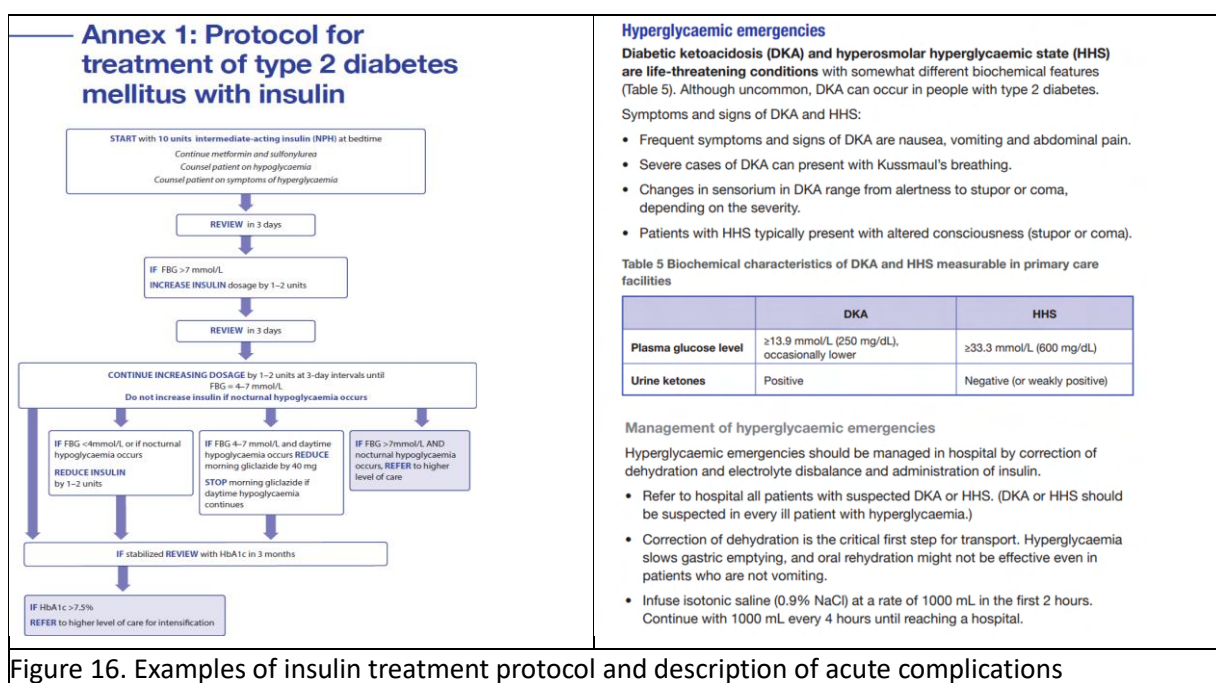 Annex 1: Protocol for
treatment of type 2 diabetes
mellitus with insulin
START with 10 units intermediate-acting insulin (NPH) at bedtime
Continue metformin and sulfonylurea
Counsel patient on hypoglycaemia
Counsel patient on symptoms of hyperglycaemia
REVIEW in 3 days
IF FBG >7 mmol/L
INCREASE INSULIN dosage by 1–2 units
REVIEW in 3 days
CONTINUE INCREASING DOSAGE by 1–2 units at 3-day intervals until
FBG = 4–7 mmol/L
Do not increase insulin if nocturnal hypoglycaemia occurs
IF FBG <4mmol/L or if nocturnal
hypoglycaemia occurs
REDUCE INSULIN
by 1–2 units
IF FBG 4–7 mmol/L and daytime
hypoglycaemia occurs REDUCE
morning gliclazide by 40 mg
STOP morning gliclazide if
daytime hypoglycaemia
continues
IF FBG >7mmol/L AND
nocturnal hypoglycaemia
occurs, REFER to higher
level of care
IF stabilized REVIEW with HbA1c in 3 months
IF HbA1c >7.5%
REFER to higher level of care for intensification
Hyperglycaemic emergencies
Diabetic ketoacidosis (DKA) and hyperosmolar hyperglycaemic state (HHS)
are life-threatening conditions with somewhat different biochemical features
(Table 5). Although uncommon, DKA can occur in people with type 2 diabetes.
Symptoms and signs of DKA and HHS:
• Frequent symptoms and signs of DKA are nausea, vomiting and abdominal pain.
• Severe cases of DKA can present with Kussmaul's breathing.
• Changes in sensorium in DKA range from alertness to stupor or coma,
depending on the severity.
• Patients with HHS typically present with altered consciousness (stupor or coma).
Table 5 Biochemical characteristics of DKA and HHS measurable in primary care
facilities
DKA HHS
Plasma glucose level ≥13.9 mmol/L (250 mg/dL), ≥33.3 mmol/L (600 mg/dL)
occasionally lower
Urine ketones Positive Negative (or weakly positive)
Management of hyperglycaemic emergencies
Hyperglycaemic emergencies should be managed in hospital by correction of
dehydration and electrolyte disbalance and administration of insulin.
• Refer to hospital all patients with suspected DKA or HHS. (DKA or HHS should
be suspected in every ill patient with hyperglycaemia.)
• Correction of dehydration is the critical first step for transport. Hyperglycaemia
slows gastric emptying, and oral rehydration might not be effective even in
patients who are not vomiting.
• Infuse isotonic saline (0.9% NaCl) at a rate of 1000 mL in the first 2 hours.
Continue with 1000 mL every 4 hours until reaching a hospital.
Figure 16. Examples of insulin treatment protocol and description of acute complications